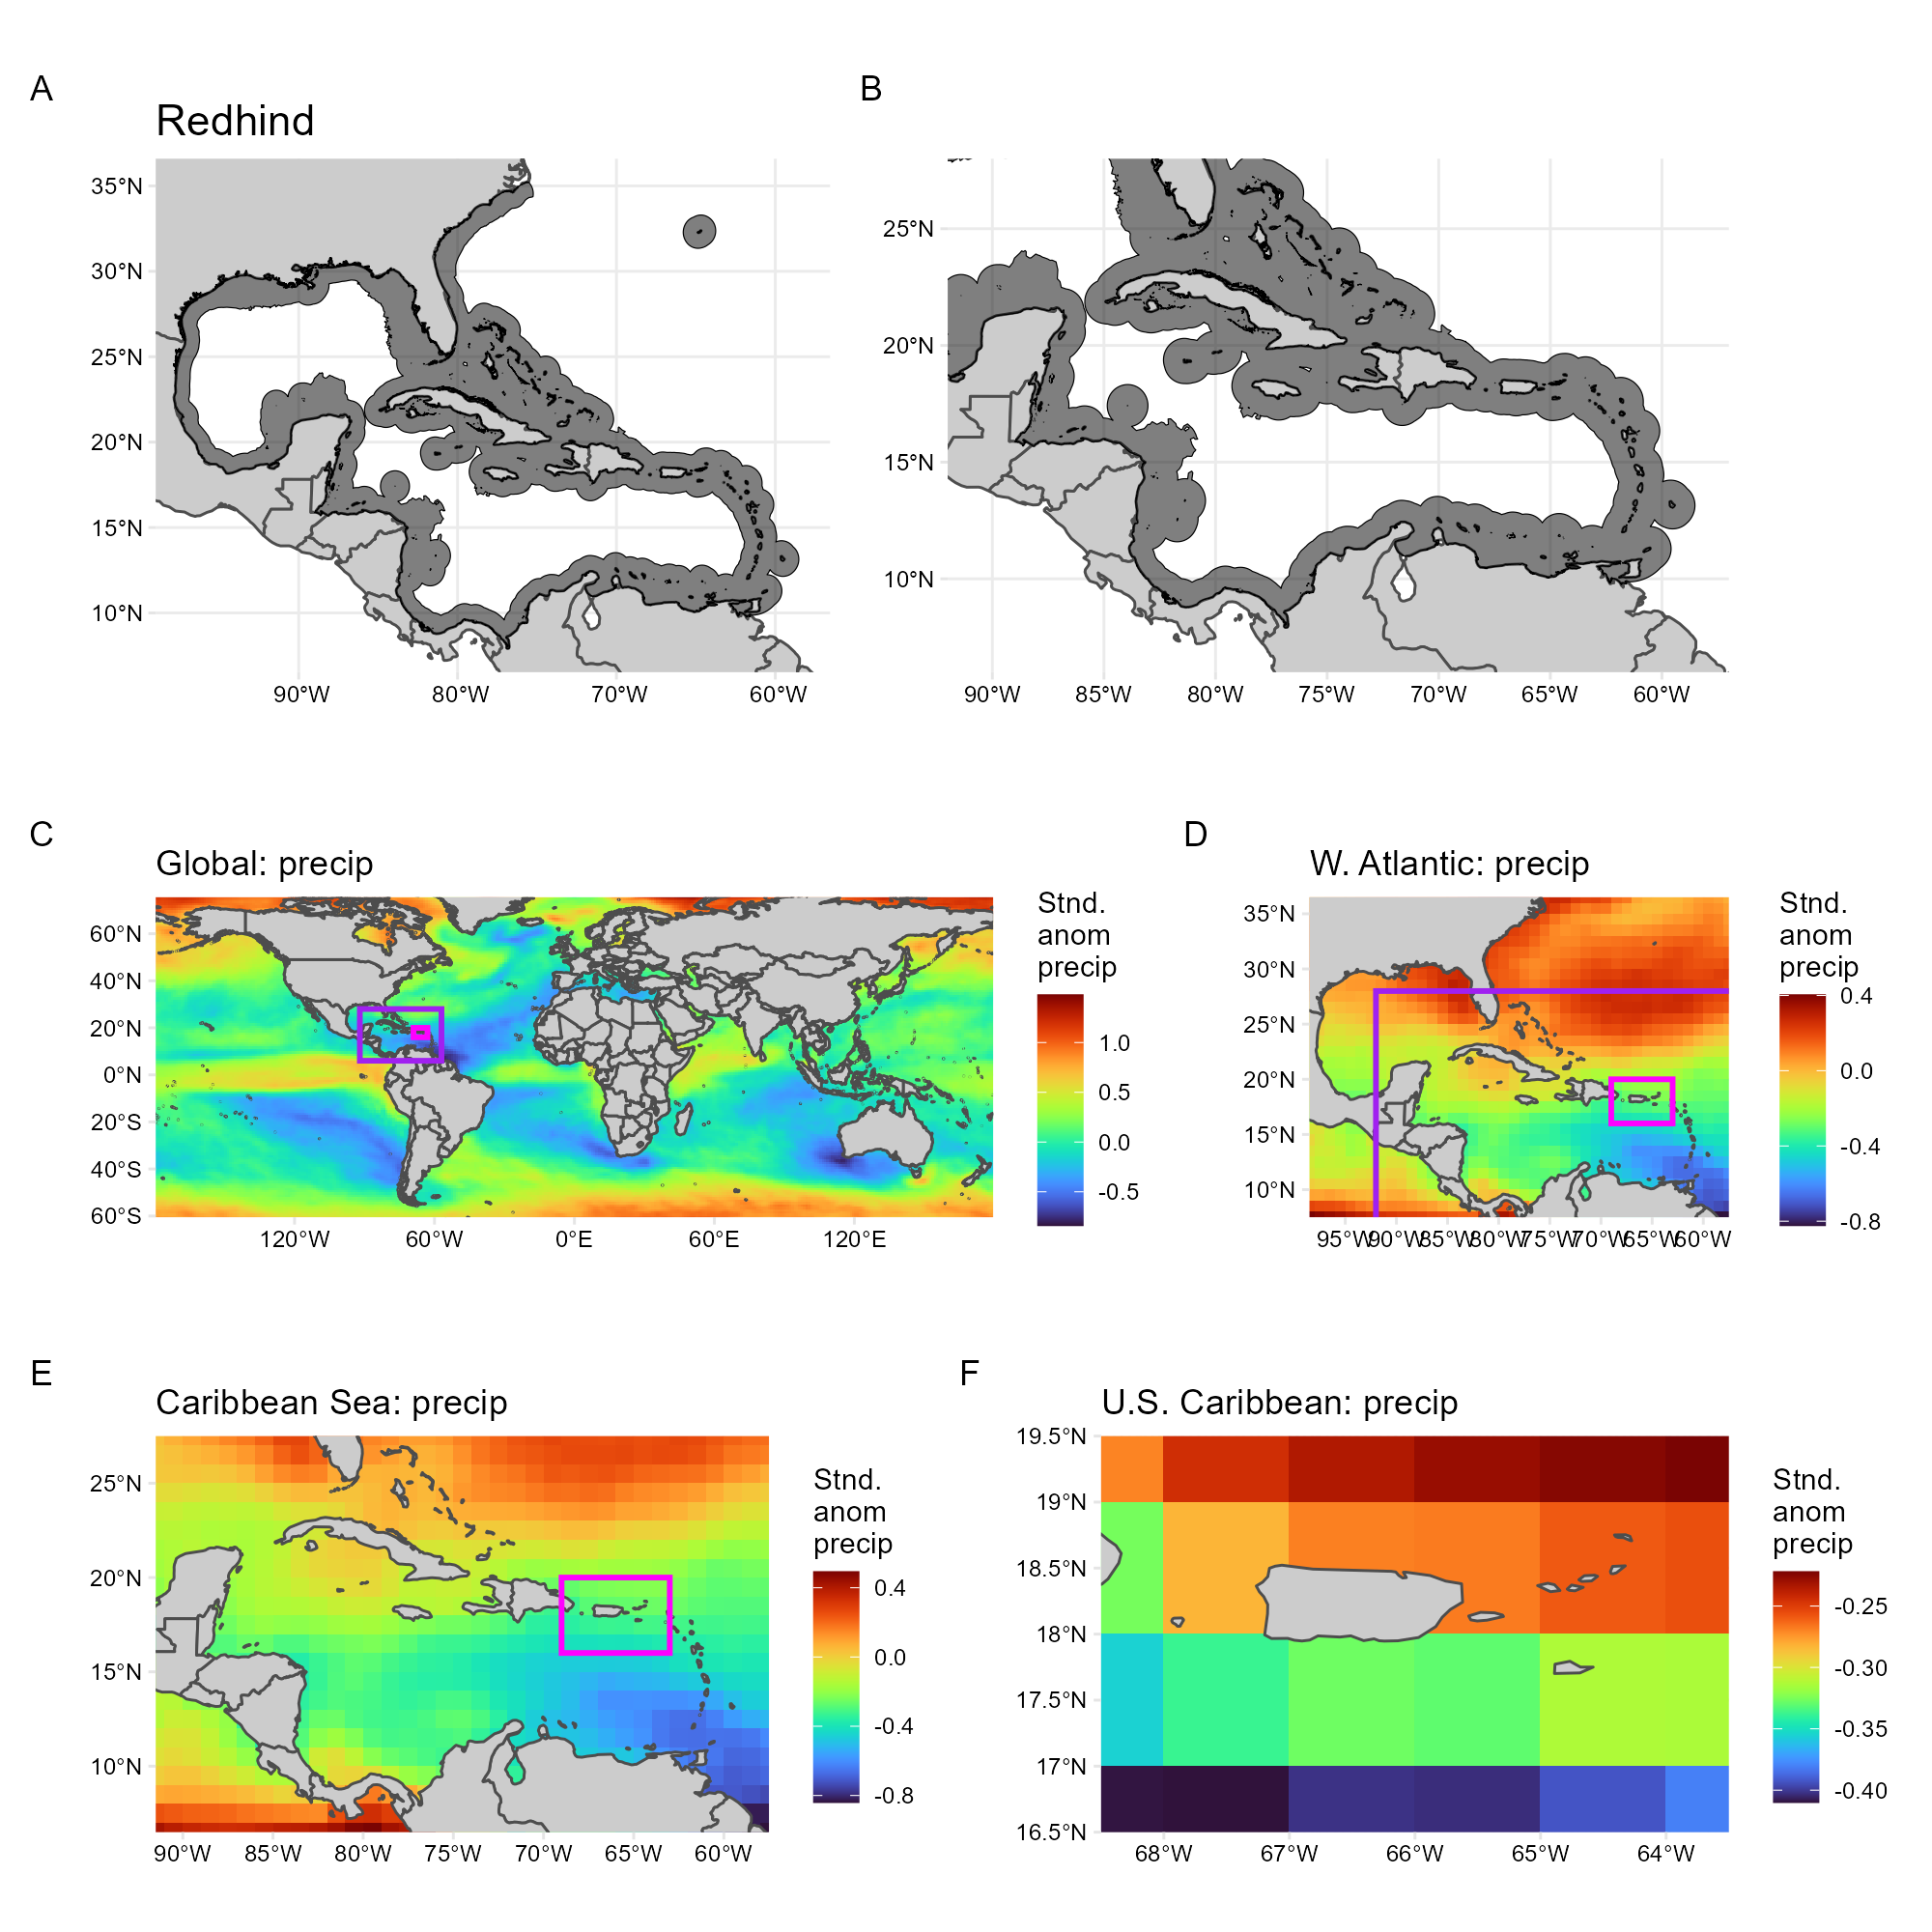 A
B
Redhind
35°N
30°N
25°N
20°N
15°N
10°N
90°W 80°W 70°W 60°W
25°N
20°N
15°N
10°N
90°W 85°W 80°W 75°W 70°W 65°W 60°W
C
D
Global: precip
60°N
40°N
20°N
0°N
20°S
40°S
60°S
120°W 60°W 0°E 60°E 120°E
Stnd.
anom
precip
1.0
0.5
0.0
-0.5
W. Atlantic: precip
35°N
30°N
25°N
20°N
15°N
10°N
95°W 90°W 85°W 80°W 75°W 70°W 65°W 60°W
Stnd.
anom
precip
0.4
0.0
-0.4
-0.8
E
F
Caribbean Sea: precip
25°N
20°N
15°N
10°N
90°W 85°W 80°W 75°W 70°W 65°W 60°W
Stnd.
anom
precip
0.4
0.0
-0.4
-0.8
U.S. Caribbean: precip
19.5°N
19°N
18.5°N
18°N
17.5°N
17°N
16.5°N
68°W 67°W 66°W 65°W 64°W
Stnd.
anom
precip
-0.25
-0.30
-0.35
-0.40